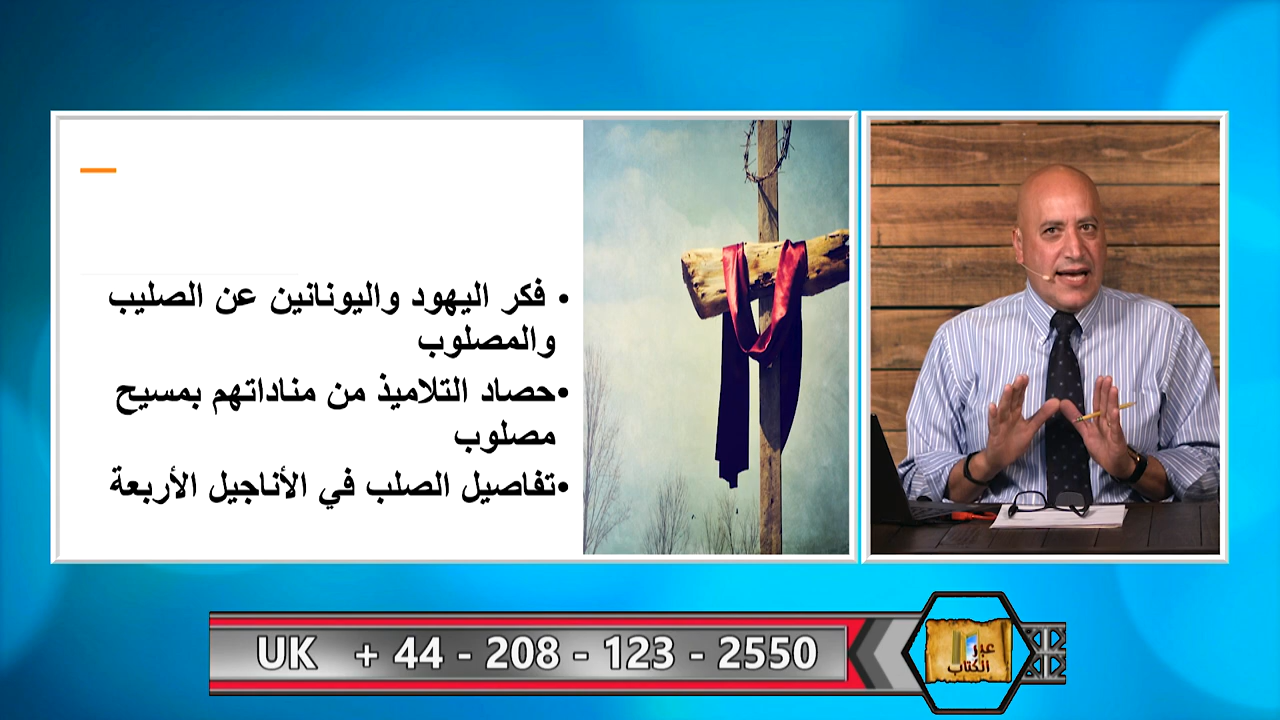 • فكر اليهود واليونانين عن الصليب
والمصلوب
•حصاد التلاميذ من مناداتهم بمسيح
مصلوب
•تفاصيل الصلب في الأناجيل الأربعة
UK + 44 - 208 - 123 - 2550
عبر
الكتاب